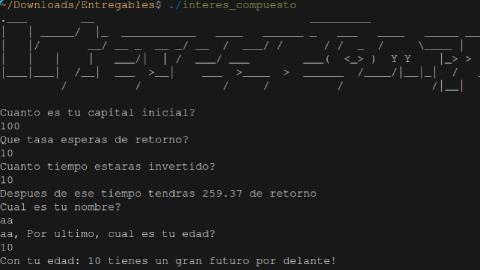 ~/Downloads/Entregables$ ./interes_compuesto
Cuanto es tu capital inicial?
100
Que tasa esperas de retorno?
10
Cuanto tiempo estaras invertido?
10
Despues de ese tiempo tendras 259.37 de retorno
Cual es tu nombre?
aa
aa, Por ultimo, cual es tu edad?
10
Con tu edad: 10 tienes un gran futuro por delante!